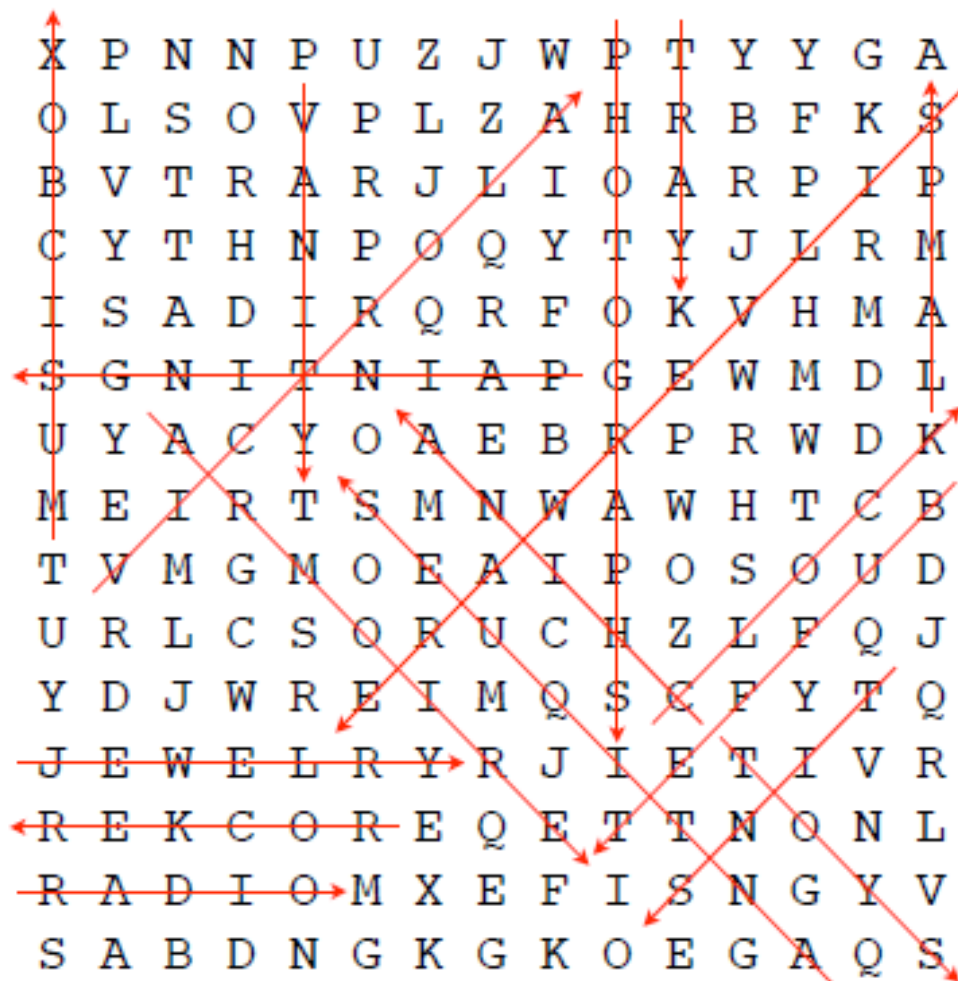 X P N N P U Z J W P T Y Y G A
O L S O V P L Z A H R B F K S
B V T R A R J L I O A R P I P
C Y T H N P O Q Y T Y J L R M
I S A D I R Q R F O K V H M A
S G N I T N I A P G E W M D L
U Y A C Y O A E B R P R W D K
M E I R T S M N W A W H T C B
T V M G M O E A I P O S O U D
U R L C S O R U C H Z L F Q J
Y D J W R E I M Q S C F Y T Q
J E W E L R Y R J I E T I V R
R E K C O R E Q E T T N O N L
R A D I O M X E F I S N G Y V
S A B D N G K G K O E G A Q S